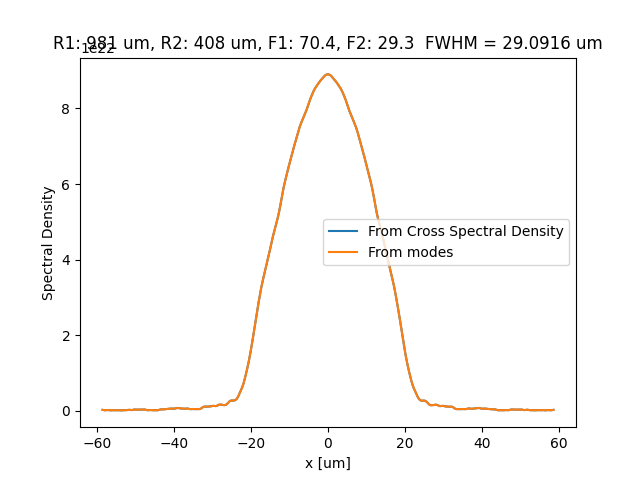 R1: 981 um, R2: 408 um, F1: 70.4, F2: 29.3  FWHM = 29.0916 um
1e22
8
6
4
2
0
Spectral Density
From Cross Spectral Density
From modes
−60 −40 −20 0 20 40 60
x [um]